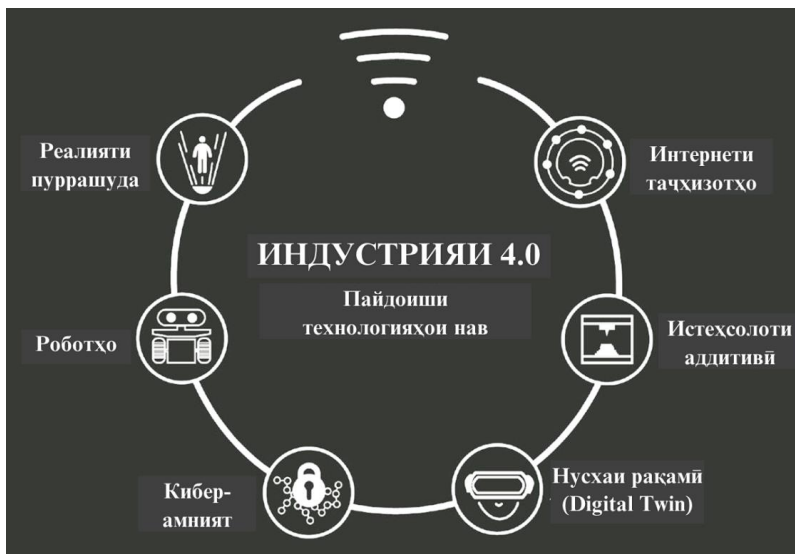 Реалияти
пуррашуда
Интернети
таҷҳизотҳо
ИНДУСТРИЯИ 4.0
Пайдоиши
технологияҳои нав
Роботҳо
Истеҳсолоти
аддитивӣ
Кибер-
амният
Нусхаи рақамӣ
(Digital Twin)